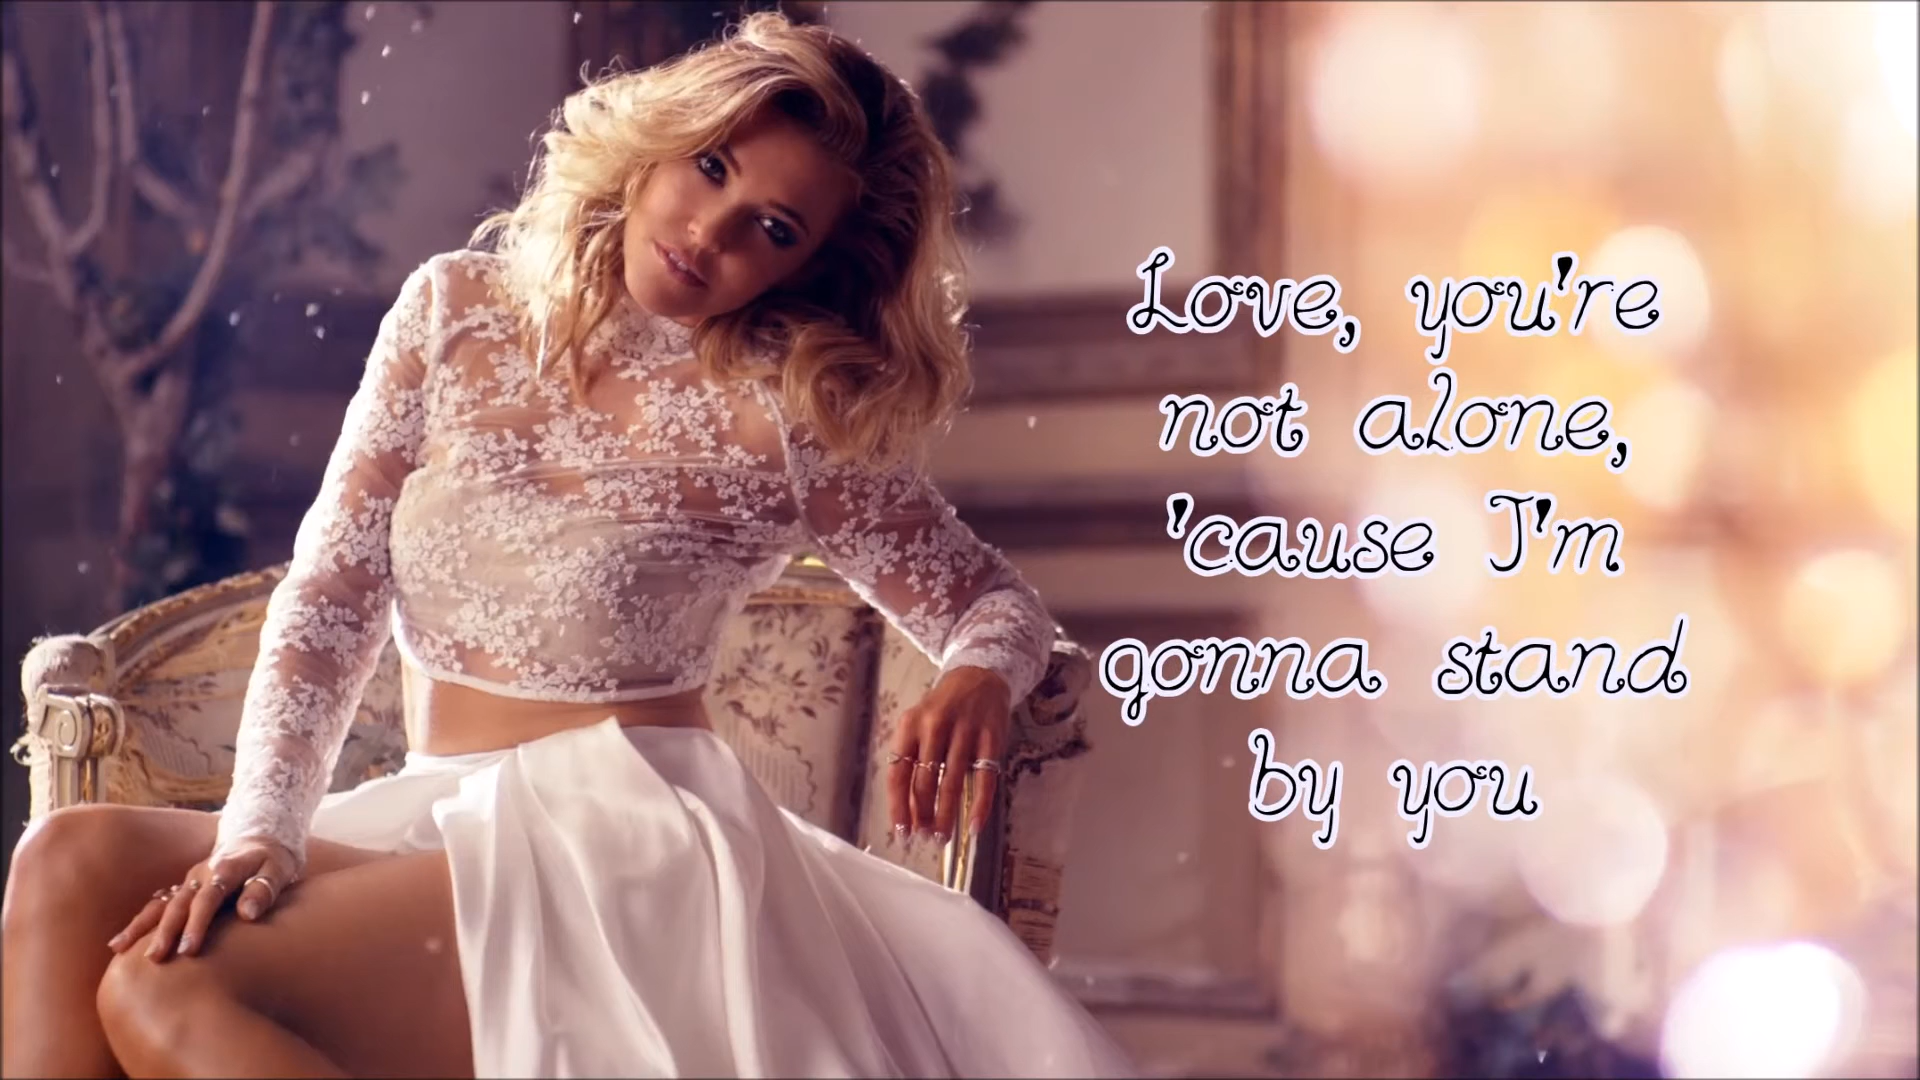 Love, you're
not alone,
'cause I'm
gonna stand
by you